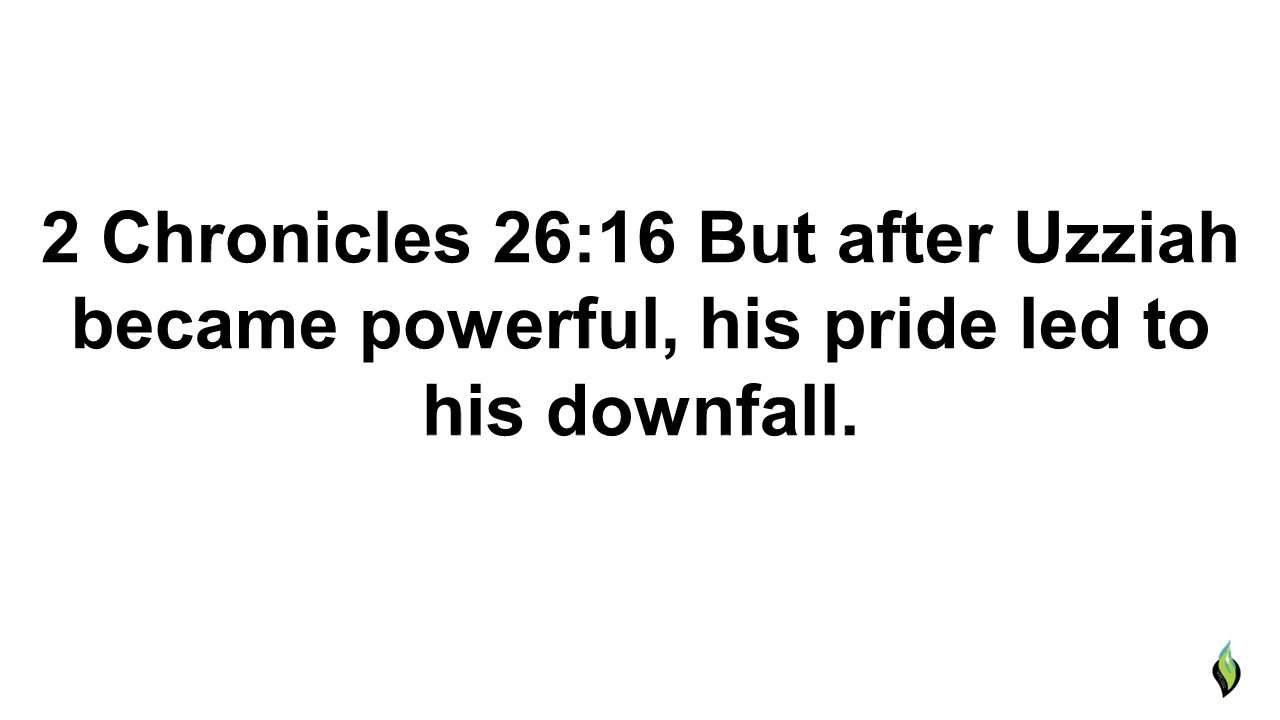 2 Chronicles 26:16 But after Uzziah
became powerful, his pride led to
his downfall.